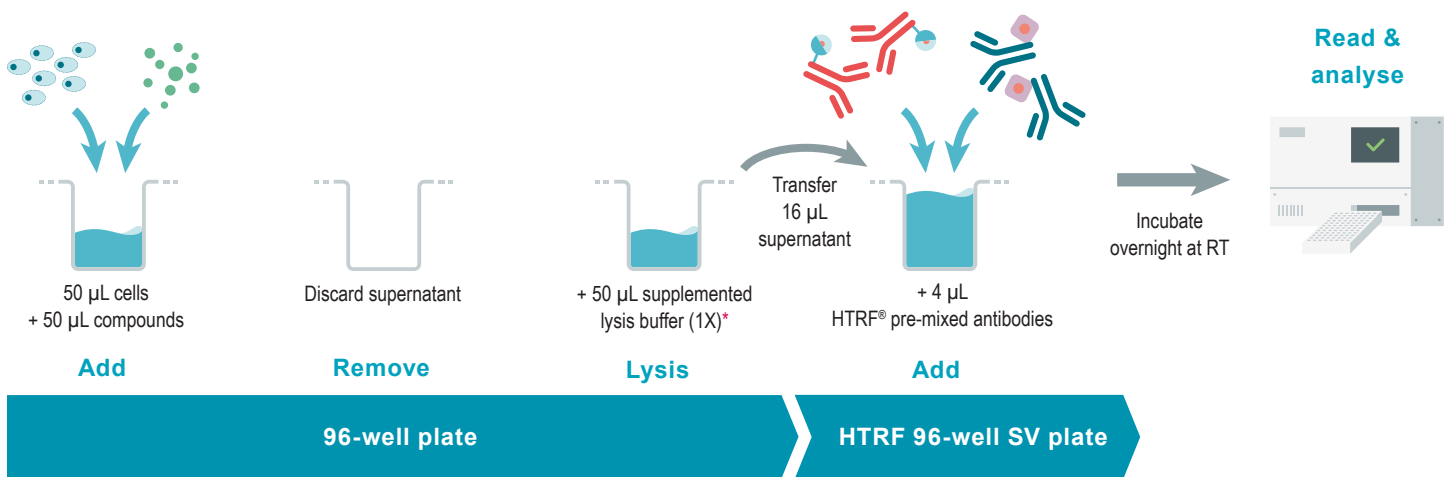 50 µL cells
+ 50 µL compounds
Add
Discard supernatant
Remove
+ 50 µL supplemented
lysis buffer (1X)*
Lysis
Transfer
16 µL
supernatant
+ 4 µL
HTRF® pre-mixed antibodies
Add
Incubate
overnight at RT
Read &
analyse
96-well plate
HTRF 96-well SV plate